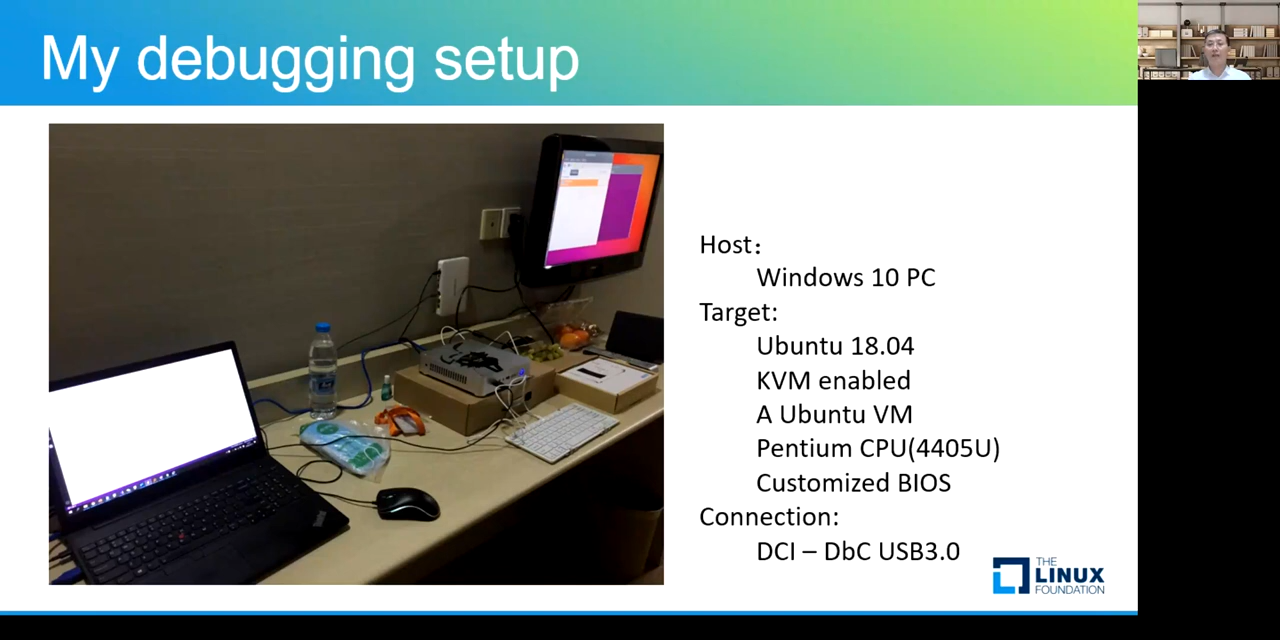 My debugging setup
Host：
Windows 10 PC
Target:
Ubuntu 18.04
KVM enabled
A Ubuntu VM
Pentium CPU(4405U)
Customized BIOS
Connection:
DCI – DbC USB3.0
THE
LINUX
FOUNDATION